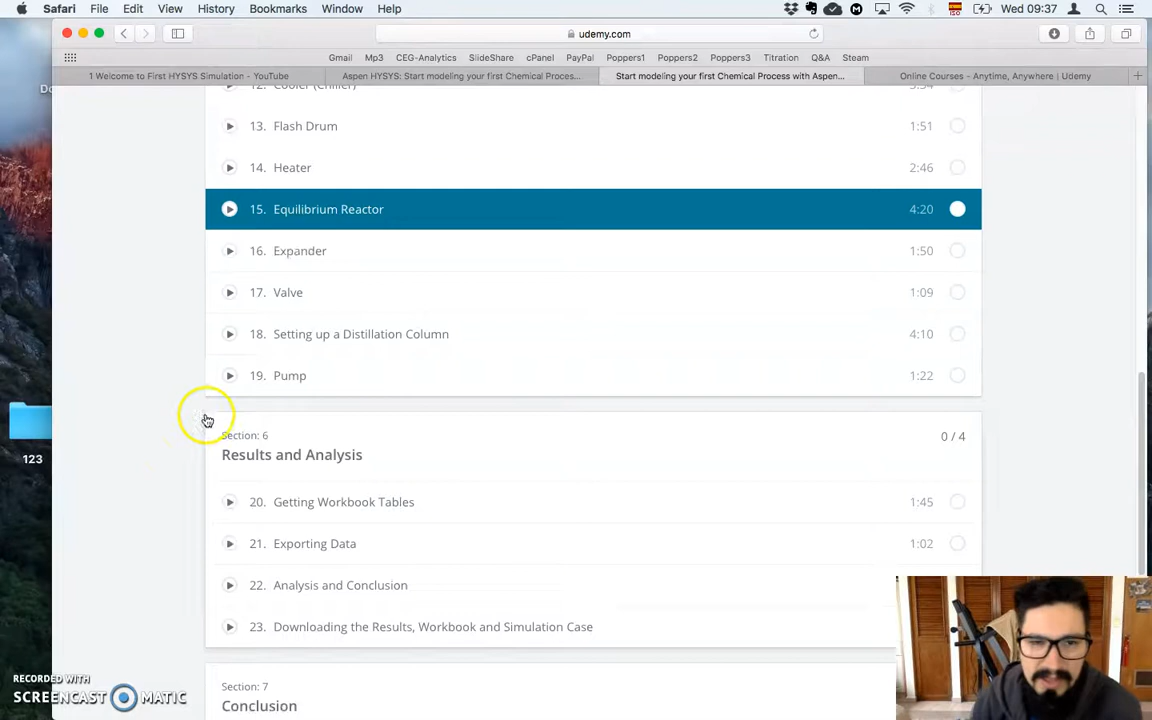 Safari File Edit View History Bookmarks Window Help Wed 09:37
udemy.com
Gmail Mp3 CEG-Analytics SlideShare cPanel PayPal Poppers1 Poppers2 Poppers3 Titration Q&A Steam
1 Welcome to First HYSYS Simulation - YouTube
Aspen HYSYS: Start modeling your first Chemical Proces...
Start modeling your first Chemical Process with Aspen...
Online Courses - Anytime, Anywhere | Udemy
12. Cooler (Chiller)
13. Flash Drum 1:51
14. Heater 2:46
15. Equilibrium Reactor 4:20
16. Expander 1:50
17. Valve 1:09
18. Setting up a Distillation Column 4:10
19. Pump 1:22
Section: 6 0 / 4
Results and Analysis
20. Getting Workbook Tables 1:45
21. Exporting Data 1:02
22. Analysis and Conclusion
23. Downloading the Results, Workbook and Simulation Case
Section: 7
Conclusion
123
RECORDED WITH
SCREENCAST MATIC